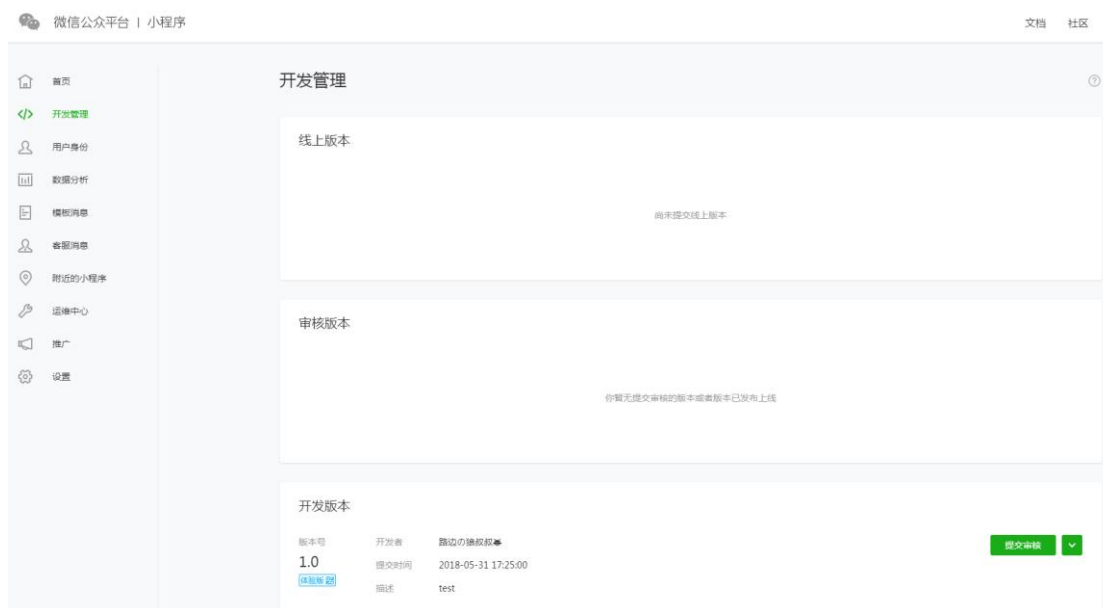 微信公众平台 | 小程序
文档 社区
首页
开发管理
用户身份
数据分析
模板消息
客服消息
附近的小程序
运维中心
推广
设置
开发管理
线上版本
尚未提交线上版本
审核版本
你暂无提交审核的版本或者版本已发布上线
开发版本
版本号
1.0
体验版
开发者 路边の狼叔叔
提交时间 2018-05-31 17:25:00
描述 test
提交审核